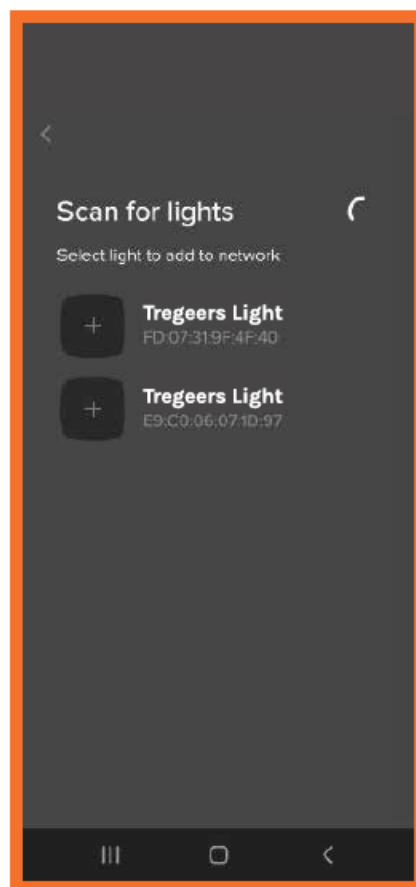 Scan for lights
Select light to add to network
Tregeers Light
FD:07:31:9F:4F:40
Tregeers Light
E9:C0:06:07:1D:97